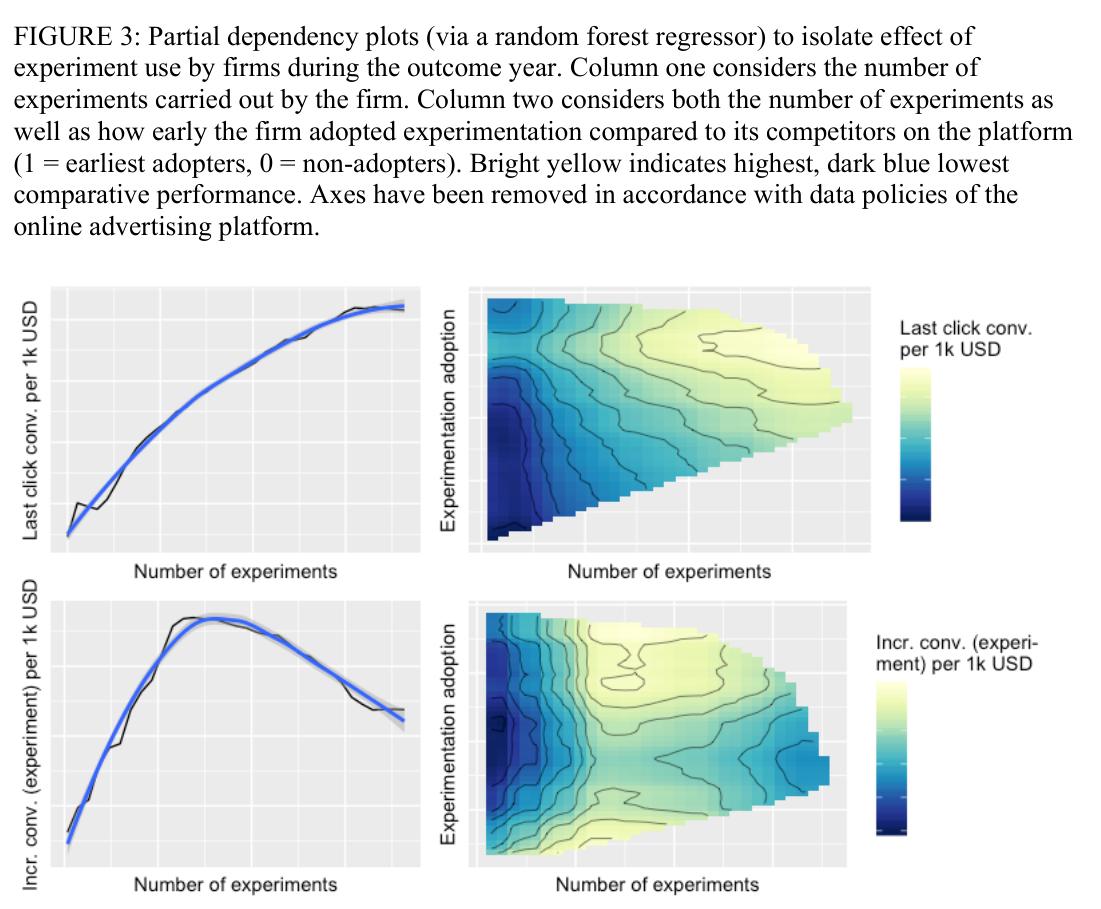 FIGURE 3: Partial dependency plots (via a random forest regressor) to isolate effect of
experiment use by firms during the outcome year. Column one considers the number of
experiments carried out by the firm. Column two considers both the number of experiments as
well as how early the firm adopted experimentation compared to its competitors on the platform
(1 = earliest adopters, 0 = non-adopters). Bright yellow indicates highest, dark blue lowest
comparative performance. Axes have been removed in accordance with data policies of the
online advertising platform.
Last click conv. per 1k USD
Number of experiments
Experimentation adoption
Number of experiments
Last click conv.
per 1k USD
Incr. conv. (experiment) per 1k USD
Number of experiments
Experimentation adoption
Number of experiments
Incr. conv. (experi-
ment) per 1k USD